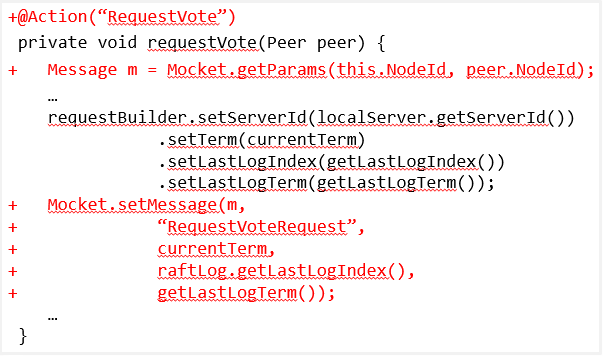 +@Action(“RequestVote”)
private void requestVote(Peer peer) {
+   Message m = Mocket.getParams(this.NodeId, peer.NodeId);
…
requestBuilder.setServerId(localServer.getServerId())
.setTerm(currentTerm)
.setLastLogIndex(getLastLogIndex())
.setLastLogTerm(getLastLogTerm());
+   Mocket.setMessage(m,
+             “RequestVoteRequest”,
+             currentTerm,
+             raftLog.getLastLogIndex(),
+             getLastLogTerm());
…
}